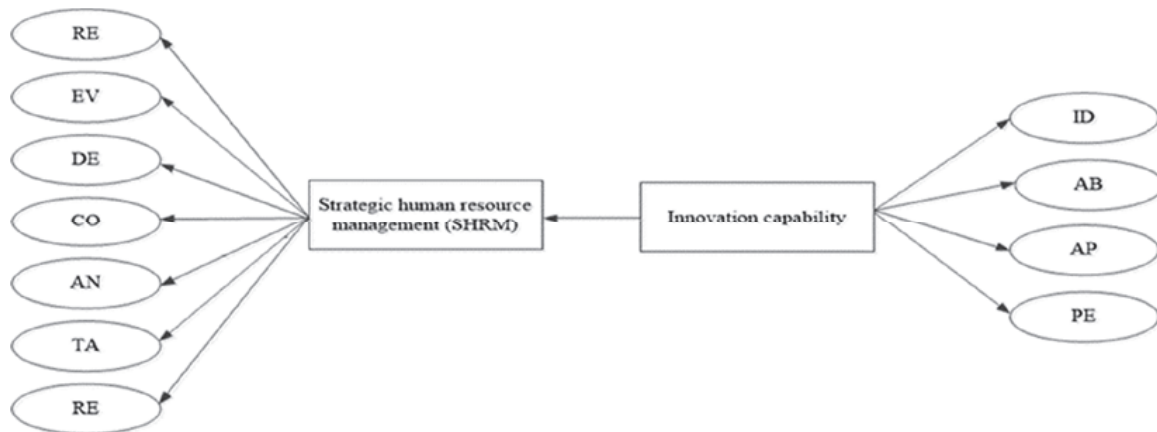 RE
EV
DE
CO
AN
TA
RE
Strategic human resource
management (SHRM)
Innovation capability
ID
AB
AP
PE